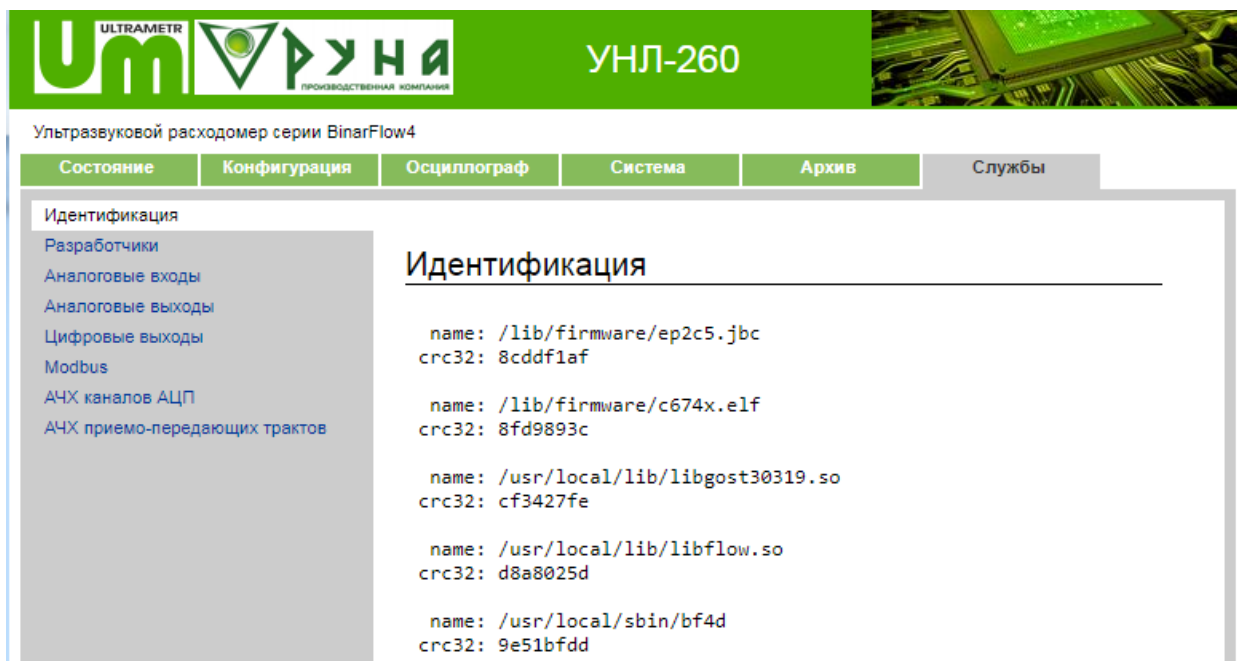 ULTRAMETR
Um
РУНА
ПРОИЗВОДСТВЕННАЯ КОМПАНИЯ
УНЛ-260
Ультразвуковой расходомер серии BinarFlow4
Состояние Конфигурация Осциллограф Система Архив Службы
Идентификация
Разработчики
Аналоговые входы
Аналоговые выходы
Цифровые выходы
Modbus
АЧХ каналов АЦП
АЧХ приемо-передающих трактов
Идентификация
name: /lib/firmware/ep2c5.jbc
crc32: 8cddf1af
name: /lib/firmware/c674x.elf
crc32: 8fd9893c
name: /usr/local/lib/libgost30319.so
crc32: cf3427fe
name: /usr/local/lib/libflow.so
crc32: d8a8025d
name: /usr/local/sbin/bf4d
crc32: 9e51bfdd